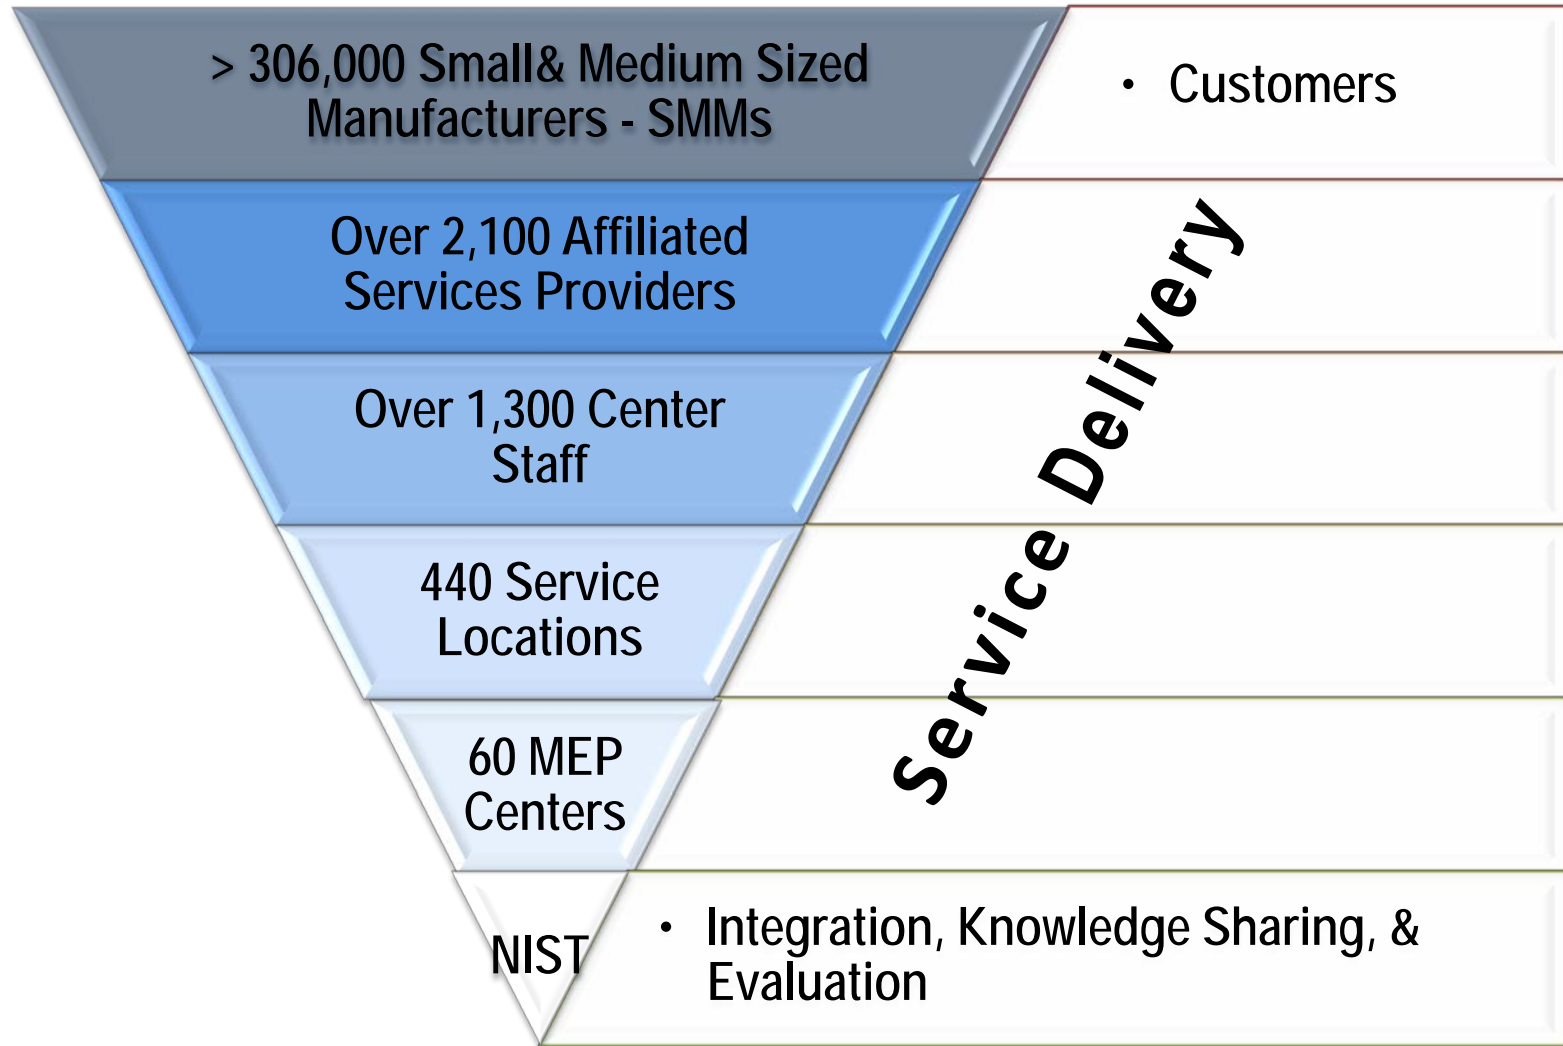 > 306,000 Small& Medium Sized
Manufacturers - SMMs
• Customers
Over 2,100 Affiliated
Services Providers
Over 1,300 Center
Staff
440 Service
Locations
60 MEP
Centers
Service Delivery
NIST
• Integration, Knowledge Sharing, &
Evaluation